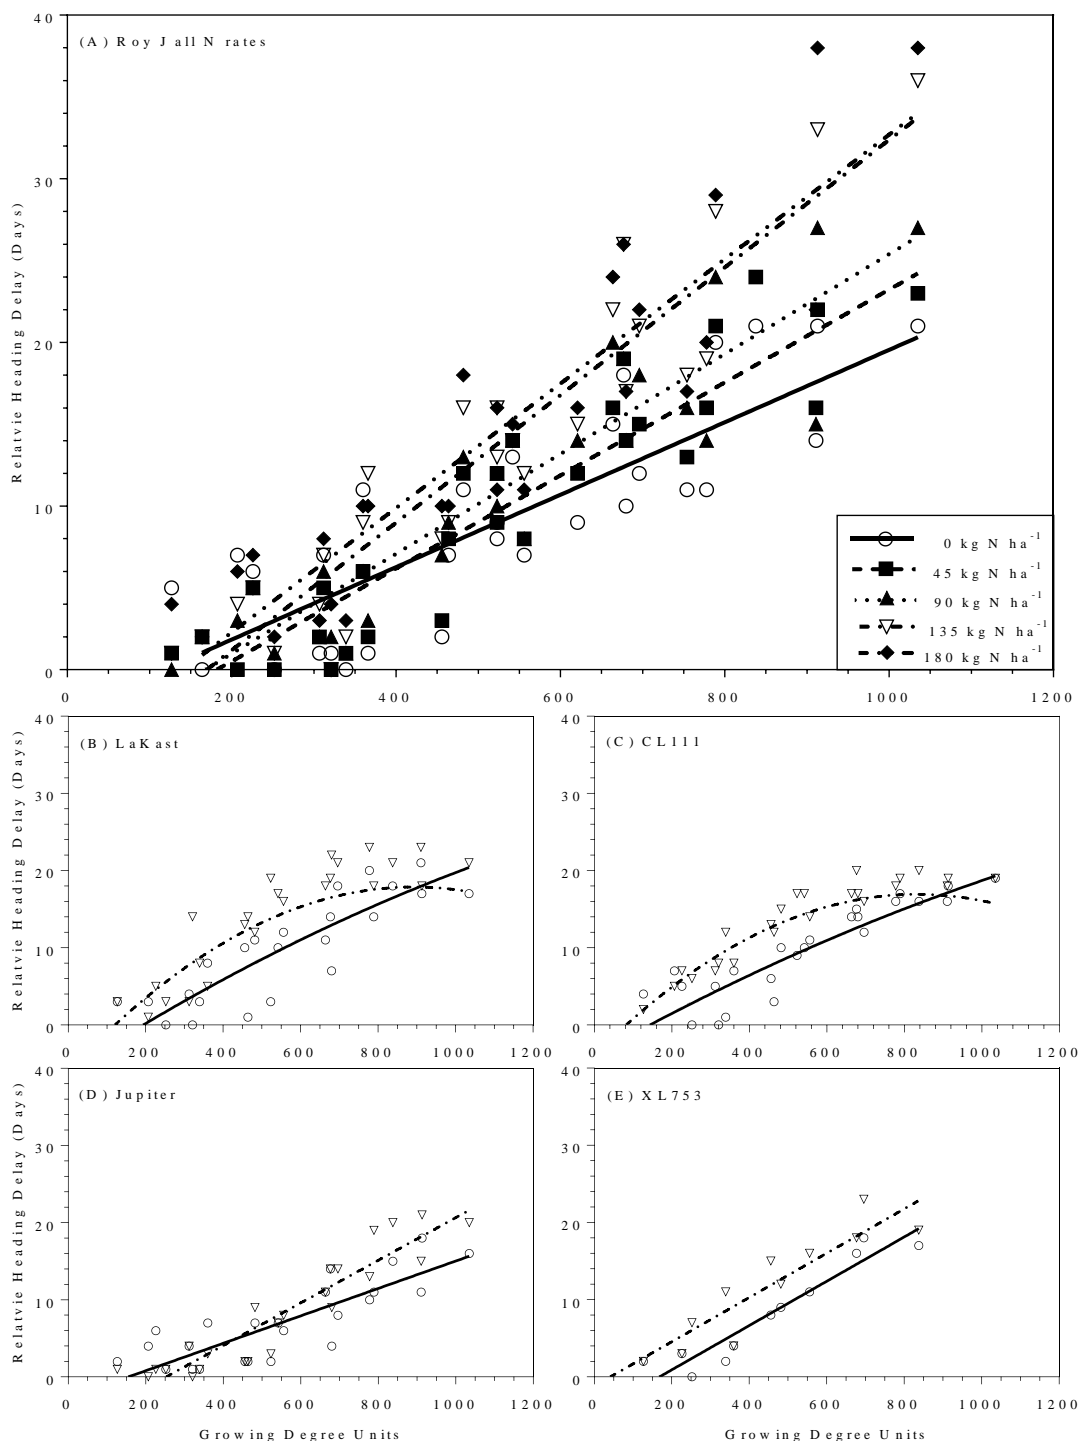 40
(A) Roy J all N rates
30
20
10
0
Relatvie Heading Delay (Days)
0 kg N ha-1
45 kg N ha-1
90 kg N ha-1
135 kg N ha-1
180 kg N ha-1
0 200 400 600 800 1000 1200
40
(B) LaKast
30
20
10
0
Relatvie Heading Delay (Days)
0 200 400 600 800 1000 1200
40
(C) CL111
30
20
10
0
0 200 400 600 800 1000 1200
40
(D) Jupiter
30
20
10
0
Relatvie Heading Delay (Days)
0 200 400 600 800 1000 1200
Growing Degree Units
40
(E) XL753
30
20
10
0
0 200 400 600 800 1000 1200
Growing Degree Units